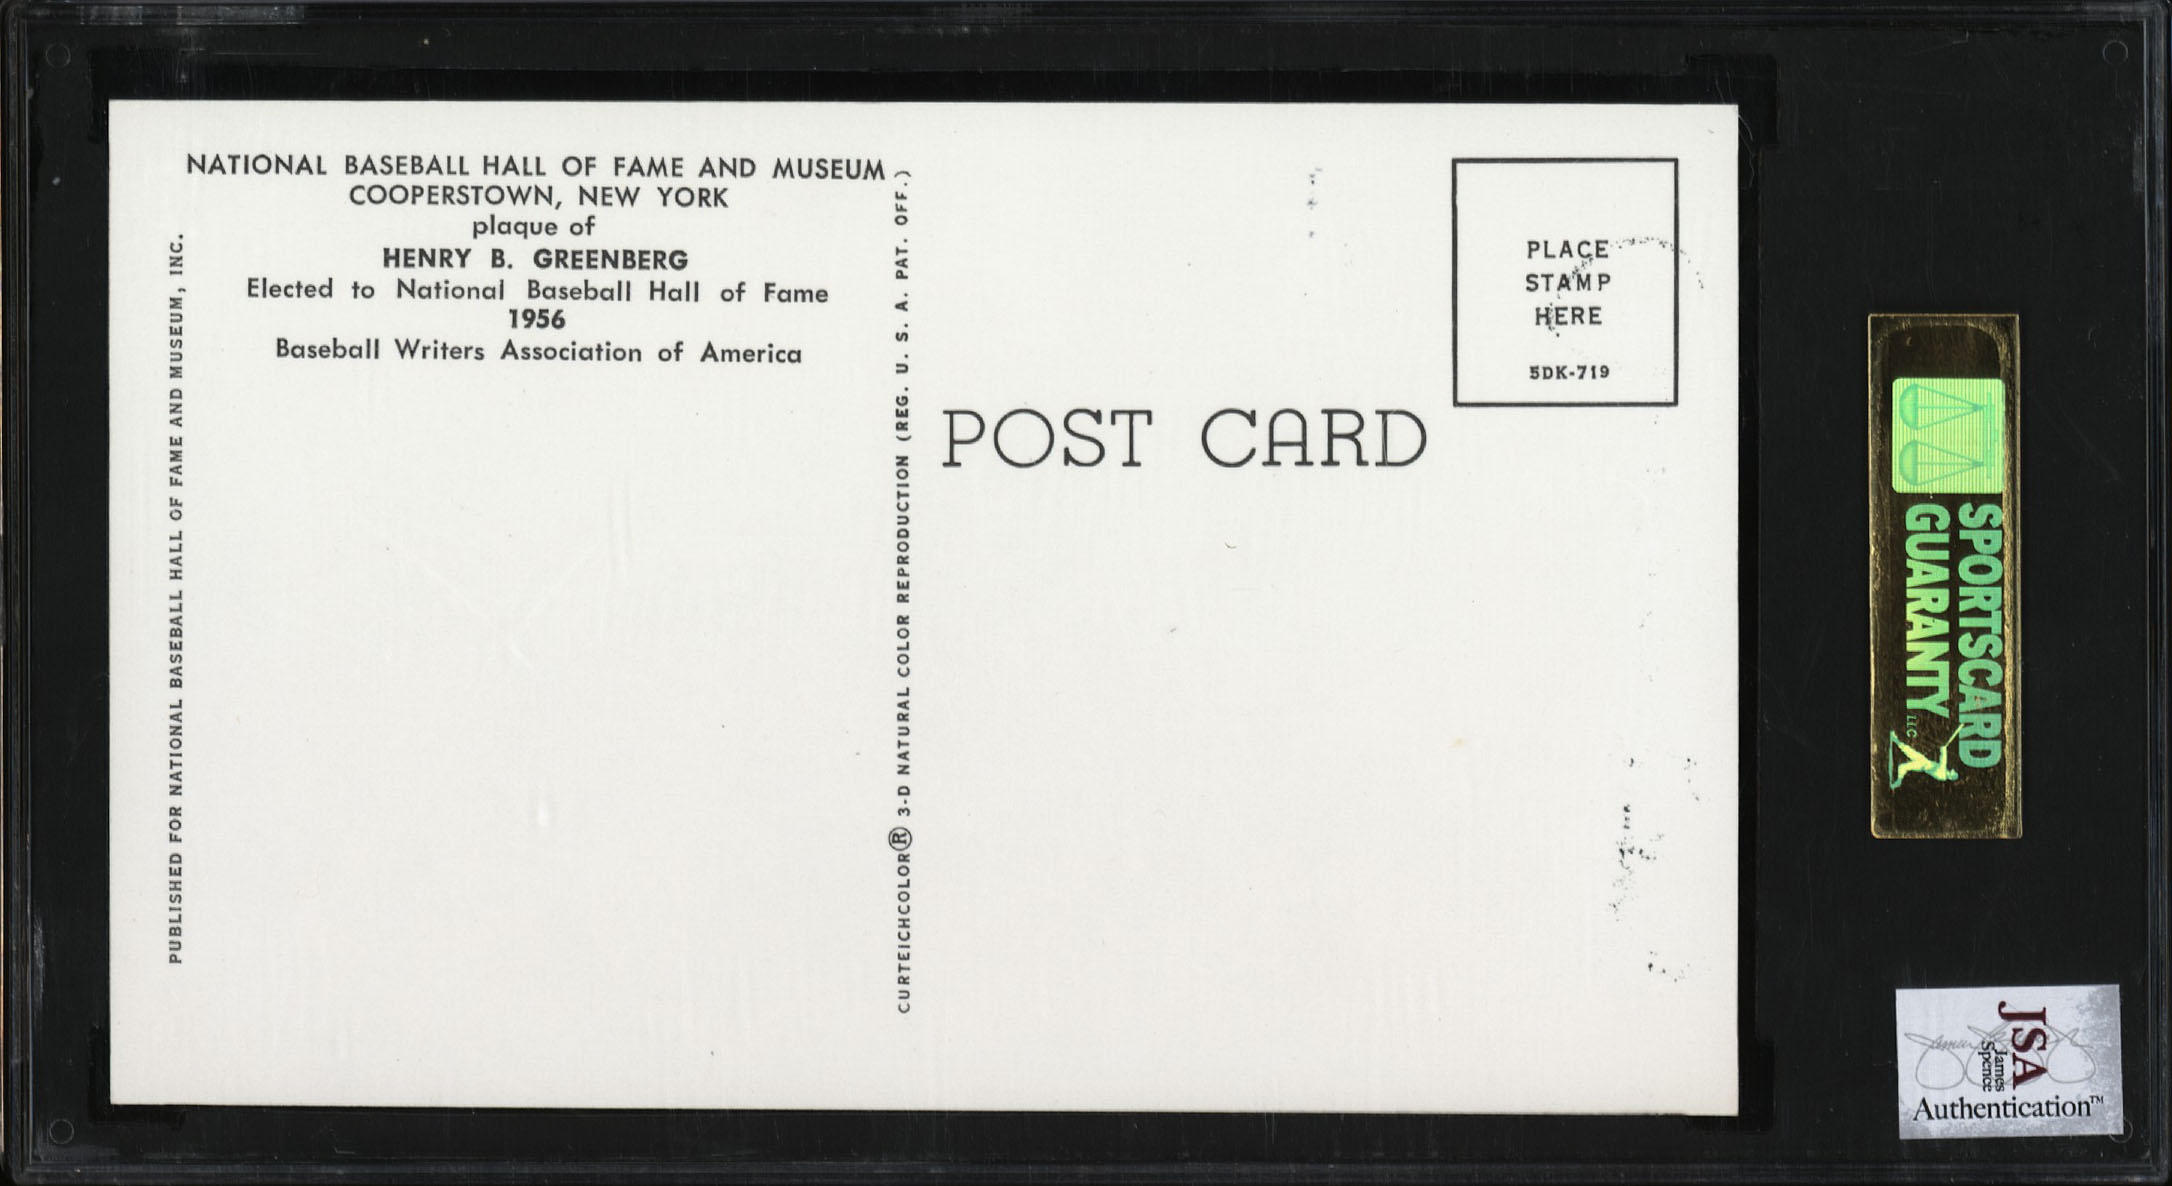 NATIONAL BASEBALL HALL OF FAME AND MUSEUM
COOPERSTOWN, NEW YORK
plaque of
HENRY B. GREENBERG
Elected to National Baseball Hall of Fame
1956
Baseball Writers Association of America
PUBLISHED FOR NATIONAL BASEBALL HALL OF FAME AND MUSEUM, INC.
CURTEICHCOLOR® 3-D NATURAL COLOR REPRODUCTION (REG. U. S. A. PAT. OFF.)
POST CARD
PLACE
STAMP
HERE
5DK-719
SPORTSCARD
GUARANTY LLC
JSA
James
Spence
Authentication™